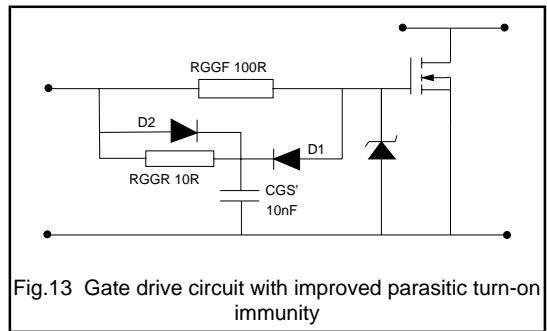 RGGF 100R
D2
D1
RGGR 10R
CGS'
10nF
Fig.13 Gate drive circuit with improved parasitic turn-on
immunity